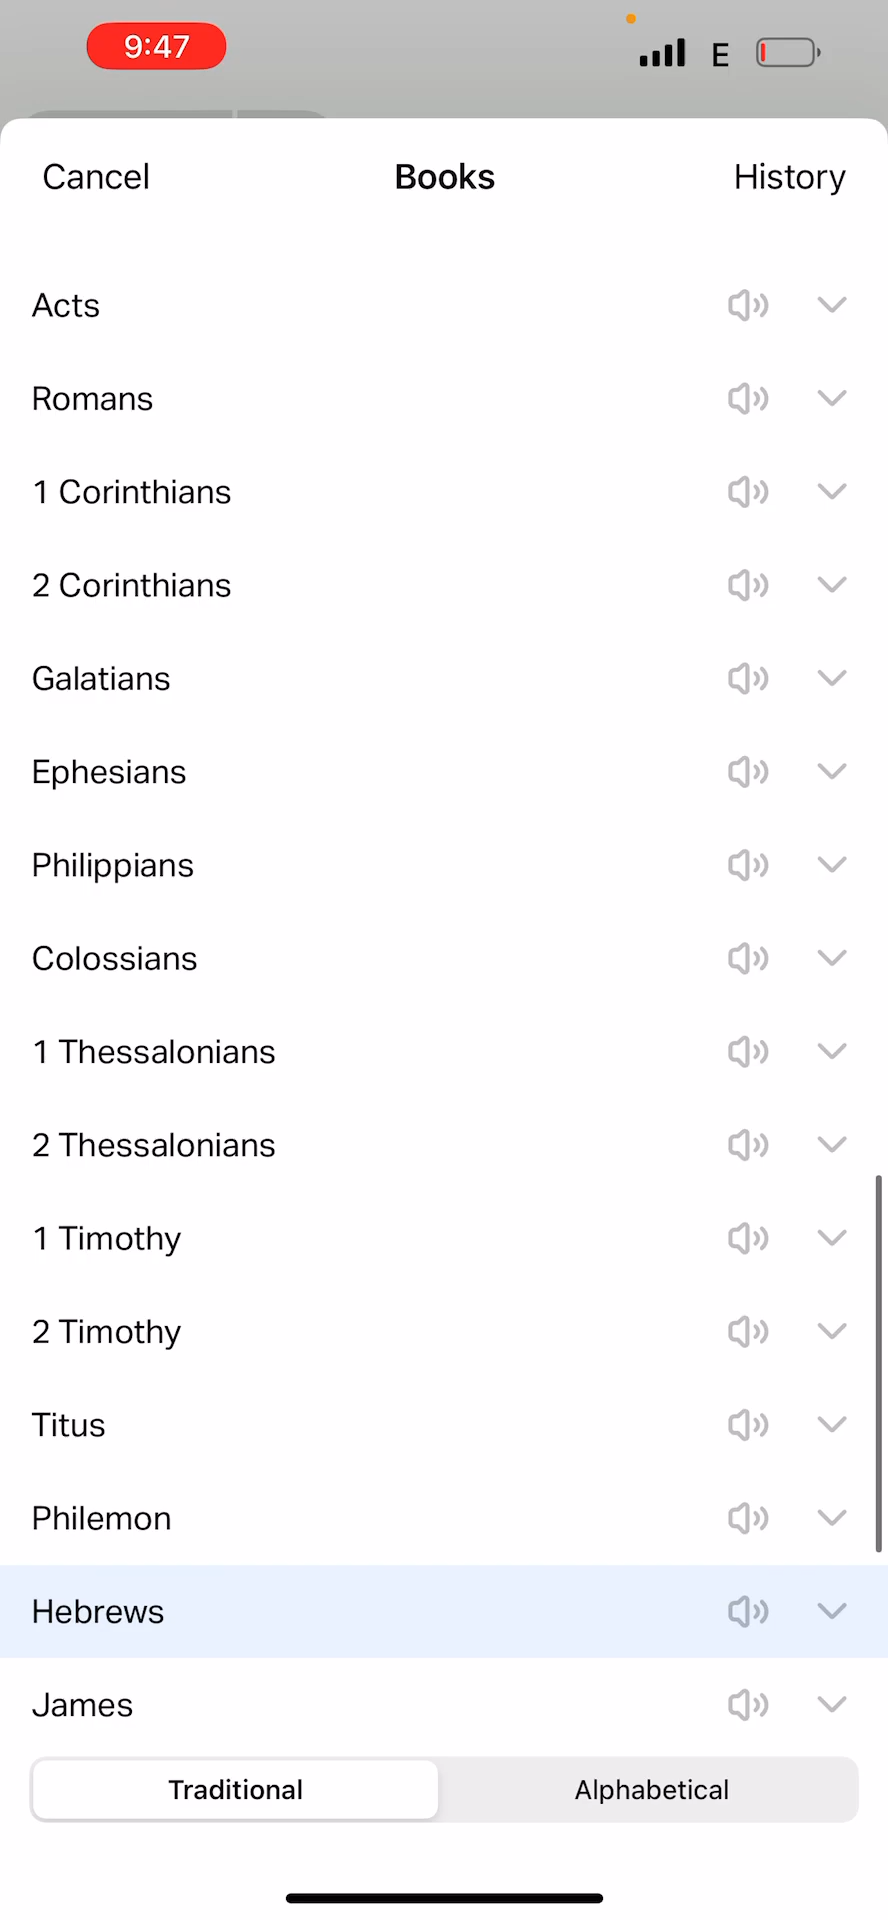 9:47
E
Cancel
Books
History
Acts
Romans
1 Corinthians
2 Corinthians
Galatians
Ephesians
Philippians
Colossians
1 Thessalonians
2 Thessalonians
1 Timothy
2 Timothy
Titus
Philemon
Hebrews
James
Traditional
Alphabetical